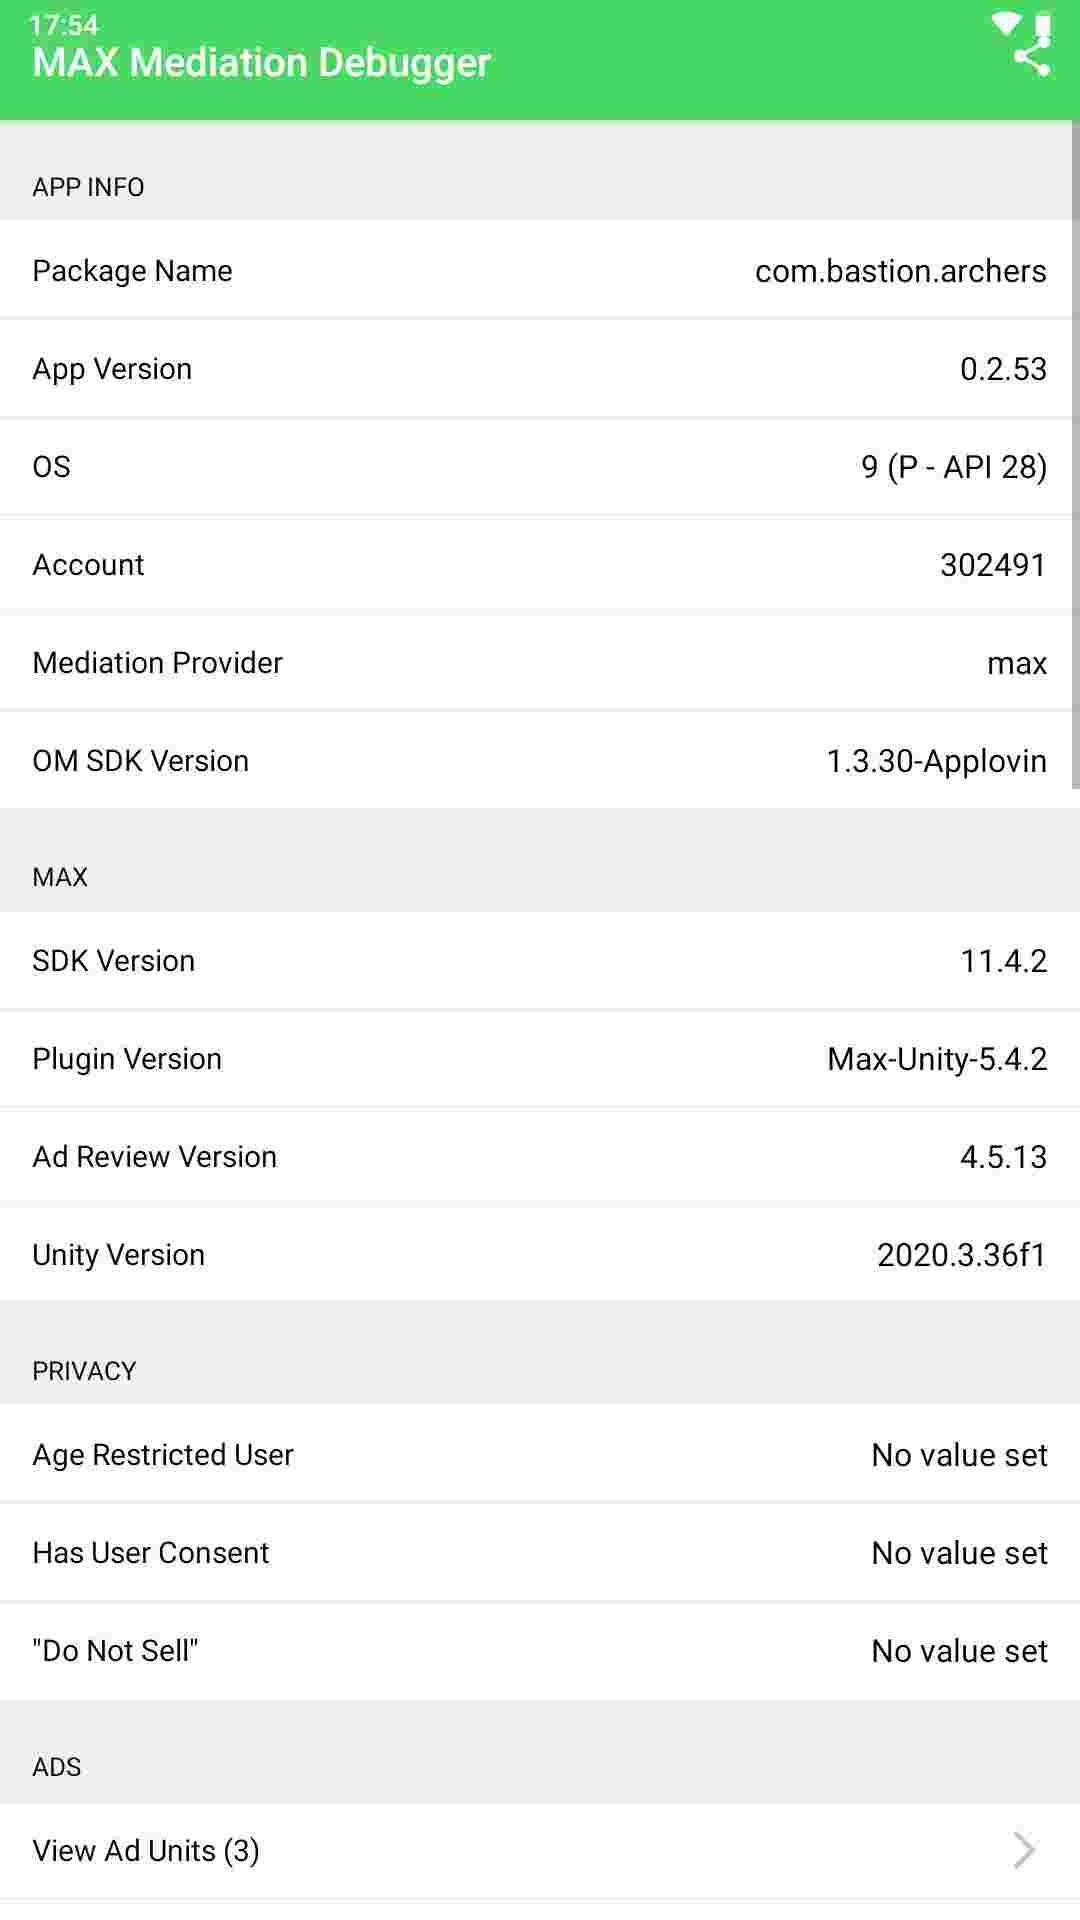 17:54
MAX Mediation Debugger
APP INFO
Package Name com.bastion.archers
App Version 0.2.53
OS 9 (P - API 28)
Account 302491
Mediation Provider max
OM SDK Version 1.3.30-Applovin
MAX
SDK Version 11.4.2
Plugin Version Max-Unity-5.4.2
Ad Review Version 4.5.13
Unity Version 2020.3.36f1
PRIVACY
Age Restricted User No value set
Has User Consent No value set
"Do Not Sell" No value set
ADS
View Ad Units (3)